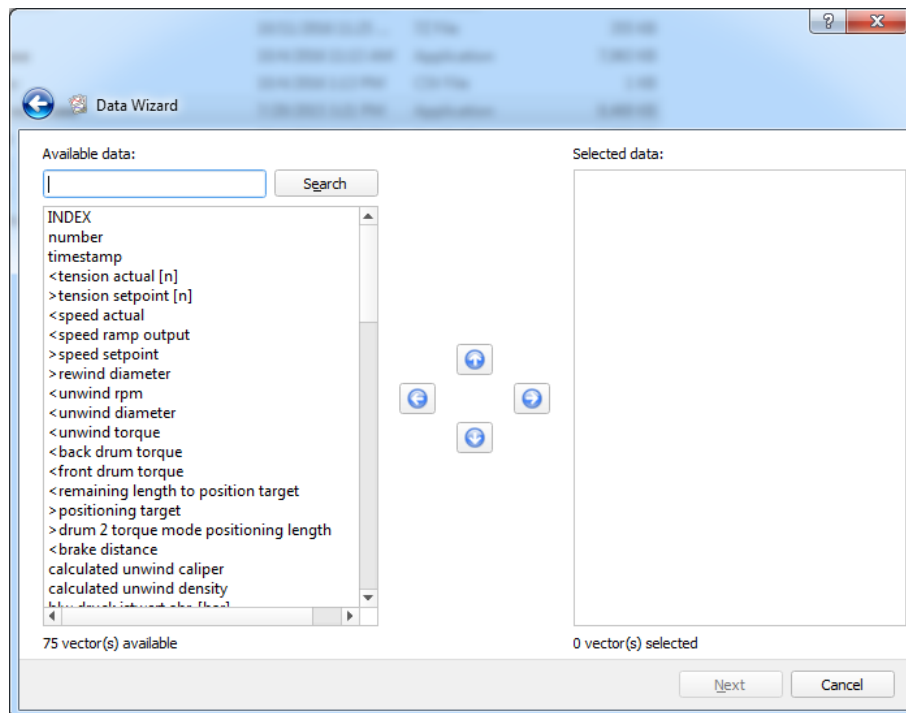 ?
x
Data Wizard
Available data:
Selected data:
Search
INDEX
number
timestamp
<tension actual [n]
>tension setpoint [n]
<speed actual
<speed ramp output
>speed setpoint
>rewind diameter
<unwind rpm
<unwind diameter
<unwind torque
<back drum torque
<front drum torque
<remaining length to position target
>positioning target
>drum 2 torque mode positioning length
<brake distance
calculated unwind caliper
calculated unwind density
75 vector(s) available
0 vector(s) selected
Next
Cancel